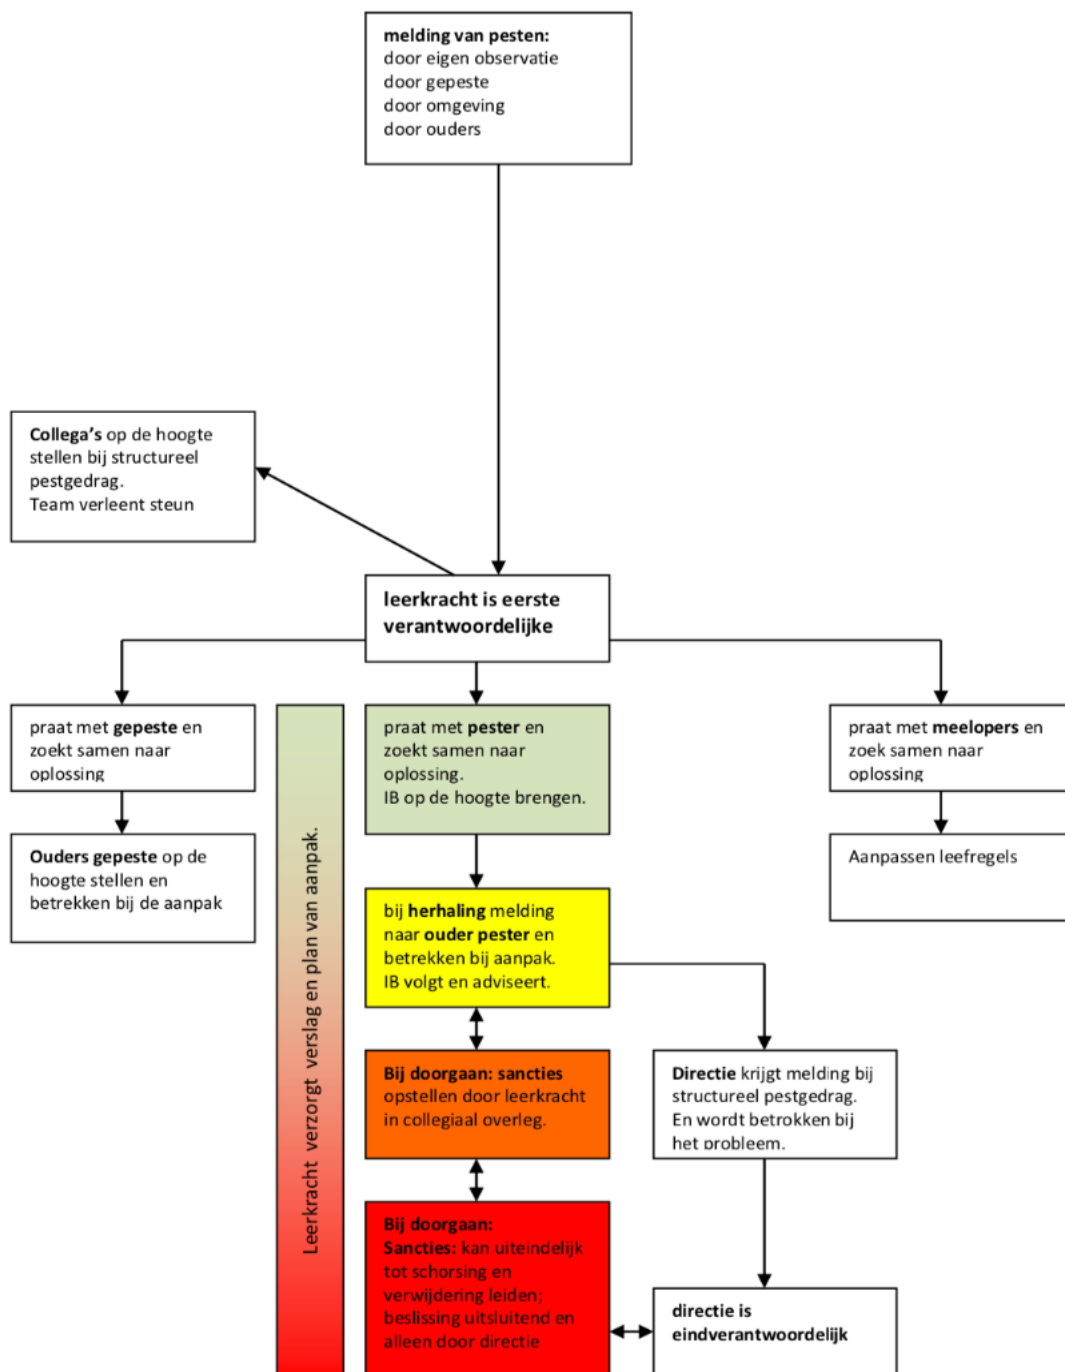 melding van pesten:
door eigen observatie
door gepeste
door omgeving
door ouders
Collega's op de hoogte
stellen bij structureel
pestgedrag.
Team verleent steun
leerkracht is eerste
verantwoordelijke
praat met gepeste en
zoekt samen naar
oplossing
praat met pester en
zoekt samen naar
oplossing.
IB op de hoogte brengen.
praat met meelopers en
zoek samen naar
oplossing
Ouders gepeste op de
hoogte stellen en
betrekken bij de aanpak
Aanpassen leefregels
Leerkracht verzorgt verslag en plan van aanpak.
bij herhaling melding
naar ouder pester en
betrekken bij aanpak.
IB volgt en adviseert.
Bij doorgaan: sancties
opstellen door leerkracht
in collegiaal overleg.
Directie krijgt melding bij
structureel pestgedrag.
En wordt betrokken bij
het probleem.
Bij doorgaan:
Sancties: kan uiteindelijk
tot schorsing en
verwijdering leiden;
beslissing uitsluitend en
alleen door directie
directie is
eindverantwoordelijk